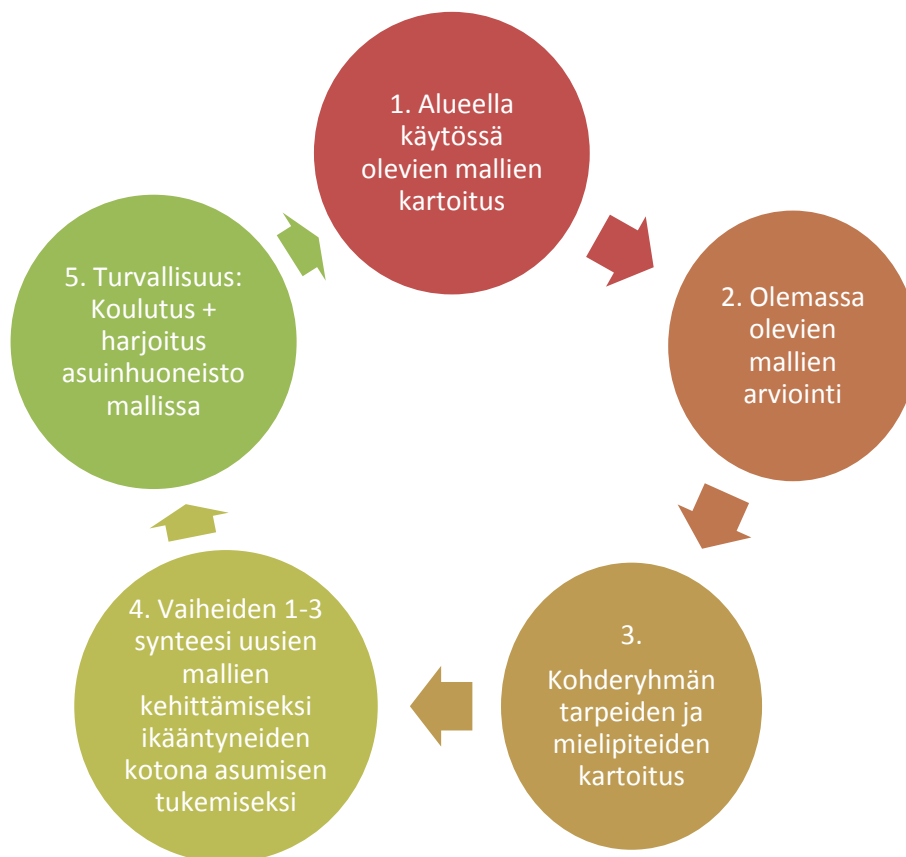 1. Alueella
käytössä
olevien mallien
kartoitus
2. Olemassa
olevien
mallien
arviointi
3.
Kohderyhmän
tarpeiden ja
mielipiteiden
kartoitus
4. Vaiheiden 1-3
synteesi uusien
mallien
kehittämiseksi
ikääntyneiden
kotona asumisen
tukemiseksi
5. Turvallisuus:
Koulutus +
harjoitus
asuinhuoneisto
mallissa